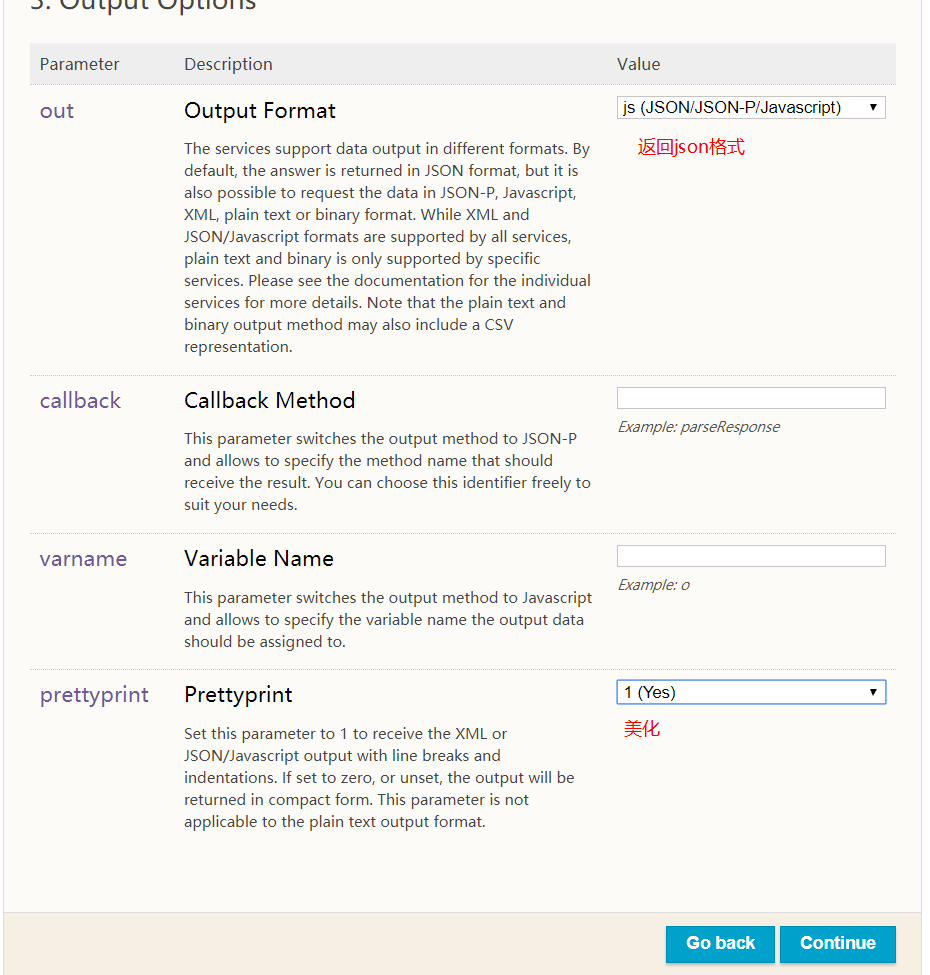 3. Output Options
Parameter Description Value
out Output Format js (JSON/JSON-P/Javascript)
返回json格式
The services support data output in different formats. By
default, the answer is returned in JSON format, but it is
also possible to request the data in JSON-P, Javascript,
XML, plain text or binary format. While XML and
JSON/Javascript formats are supported by all services,
plain text and binary is only supported by specific
services. Please see the documentation for the individual
services for more details. Note that the plain text and
binary output method may also include a CSV
representation.
callback Callback Method
Example: parseResponse
This parameter switches the output method to JSON-P
and allows to specify the method name that should
receive the result. You can choose this identifier freely to
suit your needs.
varname Variable Name
Example: o
This parameter switches the output method to Javascript
and allows to specify the variable name the output data
should be assigned to.
prettyprint Prettyprint 1 (Yes)
美化
Set this parameter to 1 to receive the XML or
JSON/Javascript output with line breaks and
indentations. If set to zero, or unset, the output will be
returned in compact form. This parameter is not
applicable to the plain text output format.
Go back Continue